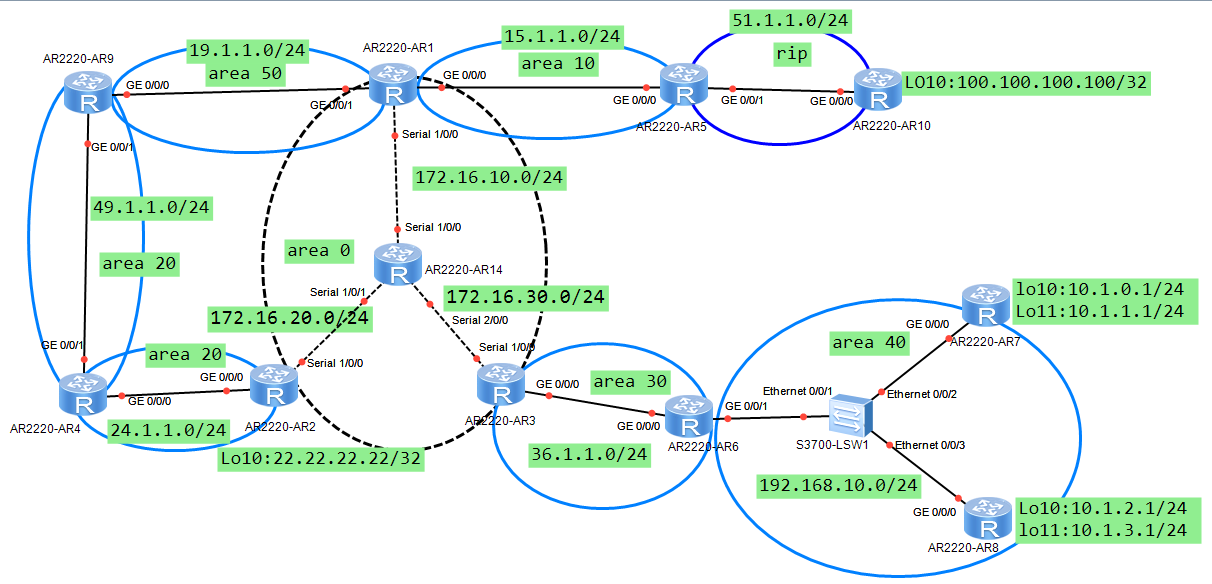 51.1.1.0/24
15.1.1.0/24
19.1.1.0/24
AR2220-AR1
rip
AR2220-AR9
area 50
area 10
GE 0/0/0
LO10:100.100.100.100/32
GE 0/0/0
GE 0/0/1
GE 0/0/0
GE 0/0/1
GE 0/0/0
R
R
R
R
AR2220-AR5
AR2220-AR10
Serial 1/0/0
GE 0/0/1
172.16.10.0/24
49.1.1.0/24
Serial 1/0/0
area 0
area 20
AR2220-AR14
R
Serial 1/0/1
172.16.30.0/24
lo10:10.1.0.1/24
Lo11:10.1.1.1/24
172.16.20.0/24
Serial 2/0/0
GE 0/0/0
R
AR2220-AR7
area 40
GE 0/0/1
area 20
Serial 1/0/0
Serial 1/0/0
GE 0/0/0
GE 0/0/0
area 30
Ethernet 0/0/1
Ethernet 0/0/2
R
R
R
GE 0/0/0
GE 0/0/1
GE 0/0/0
R
AR2220-AR4
24.1.1.0/24
AR2220-AR2
AR2220-AR3
AR2220-AR6
S3700-LSW1
Ethernet 0/0/3
Lo10:22.22.22.22/32
36.1.1.0/24
192.168.10.0/24
GE 0/0/0
R
Lo10:10.1.2.1/24
lo11:10.1.3.1/24
AR2220-AR8